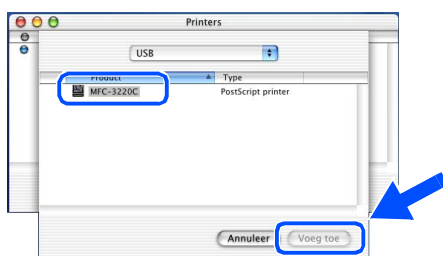 Printers
USB
Product Type
MFC-3220C PostScript printer
Annuleer Voeg toe